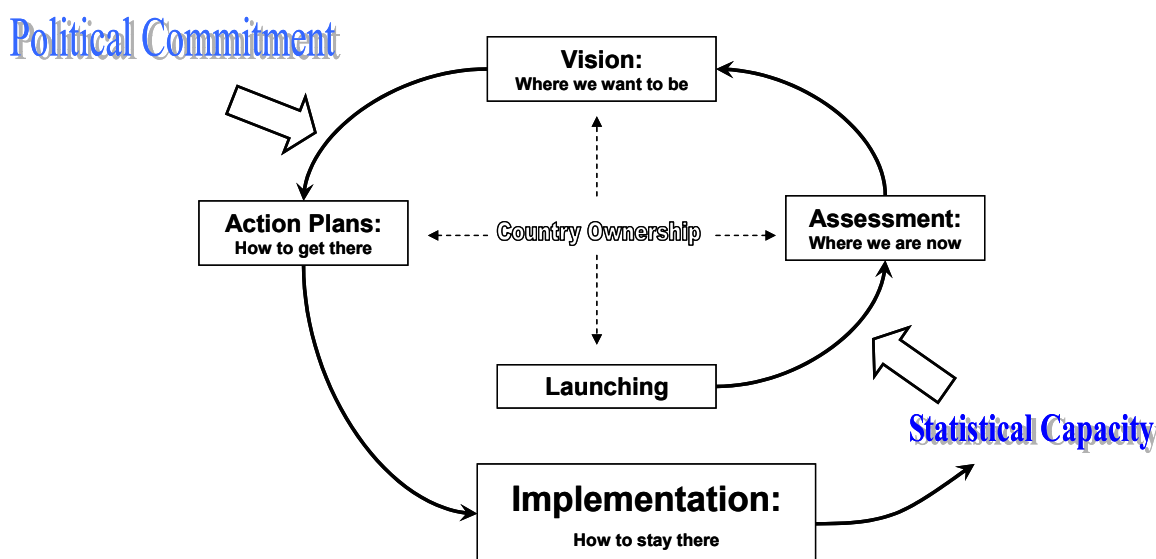 Political Commitment
Vision:
Where we want to be
Action Plans:
How to get there
Country Ownership
Assessment:
Where we are now
Launching
Statistical Capacity
Implementation:
How to stay there